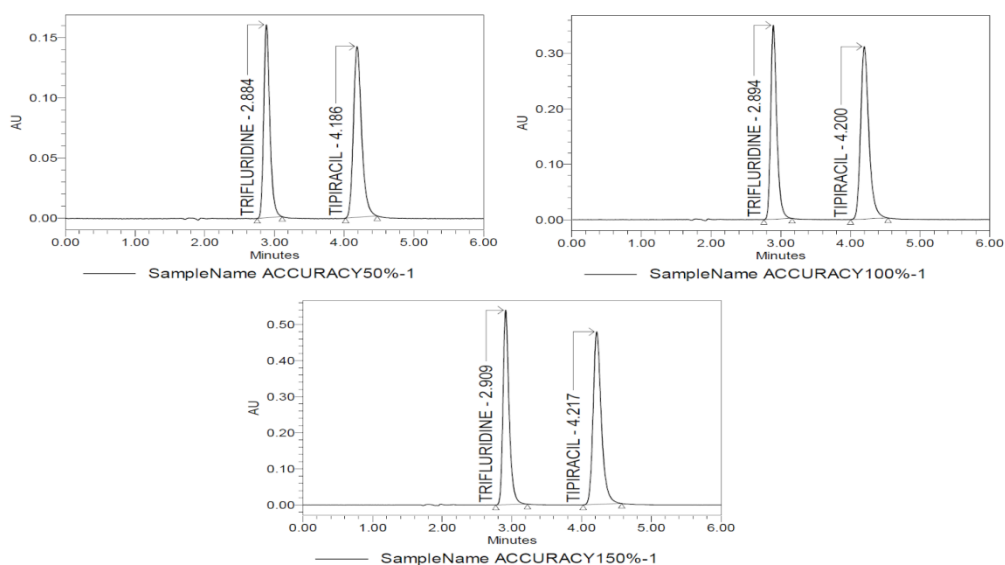 0.15
0.10
0.05
0.00
AU
TRIFLURIDINE - 2.884
TIPIRACIL - 4.186
0.00 1.00 2.00 3.00 4.00 5.00 6.00
Minutes
SampleName ACCURACY50%-1
0.30
0.20
0.10
0.00
AU
TRIFLURIDINE - 2.894
TIPIRACIL - 4.200
0.00 1.00 2.00 3.00 4.00 5.00 6.00
Minutes
SampleName ACCURACY100%-1
0.50
0.40
0.30
0.20
0.10
0.00
AU
TRIFLURIDINE - 2.909
TIPIRACIL - 4.217
0.00 1.00 2.00 3.00 4.00 5.00 6.00
Minutes
SampleName ACCURACY150%-1